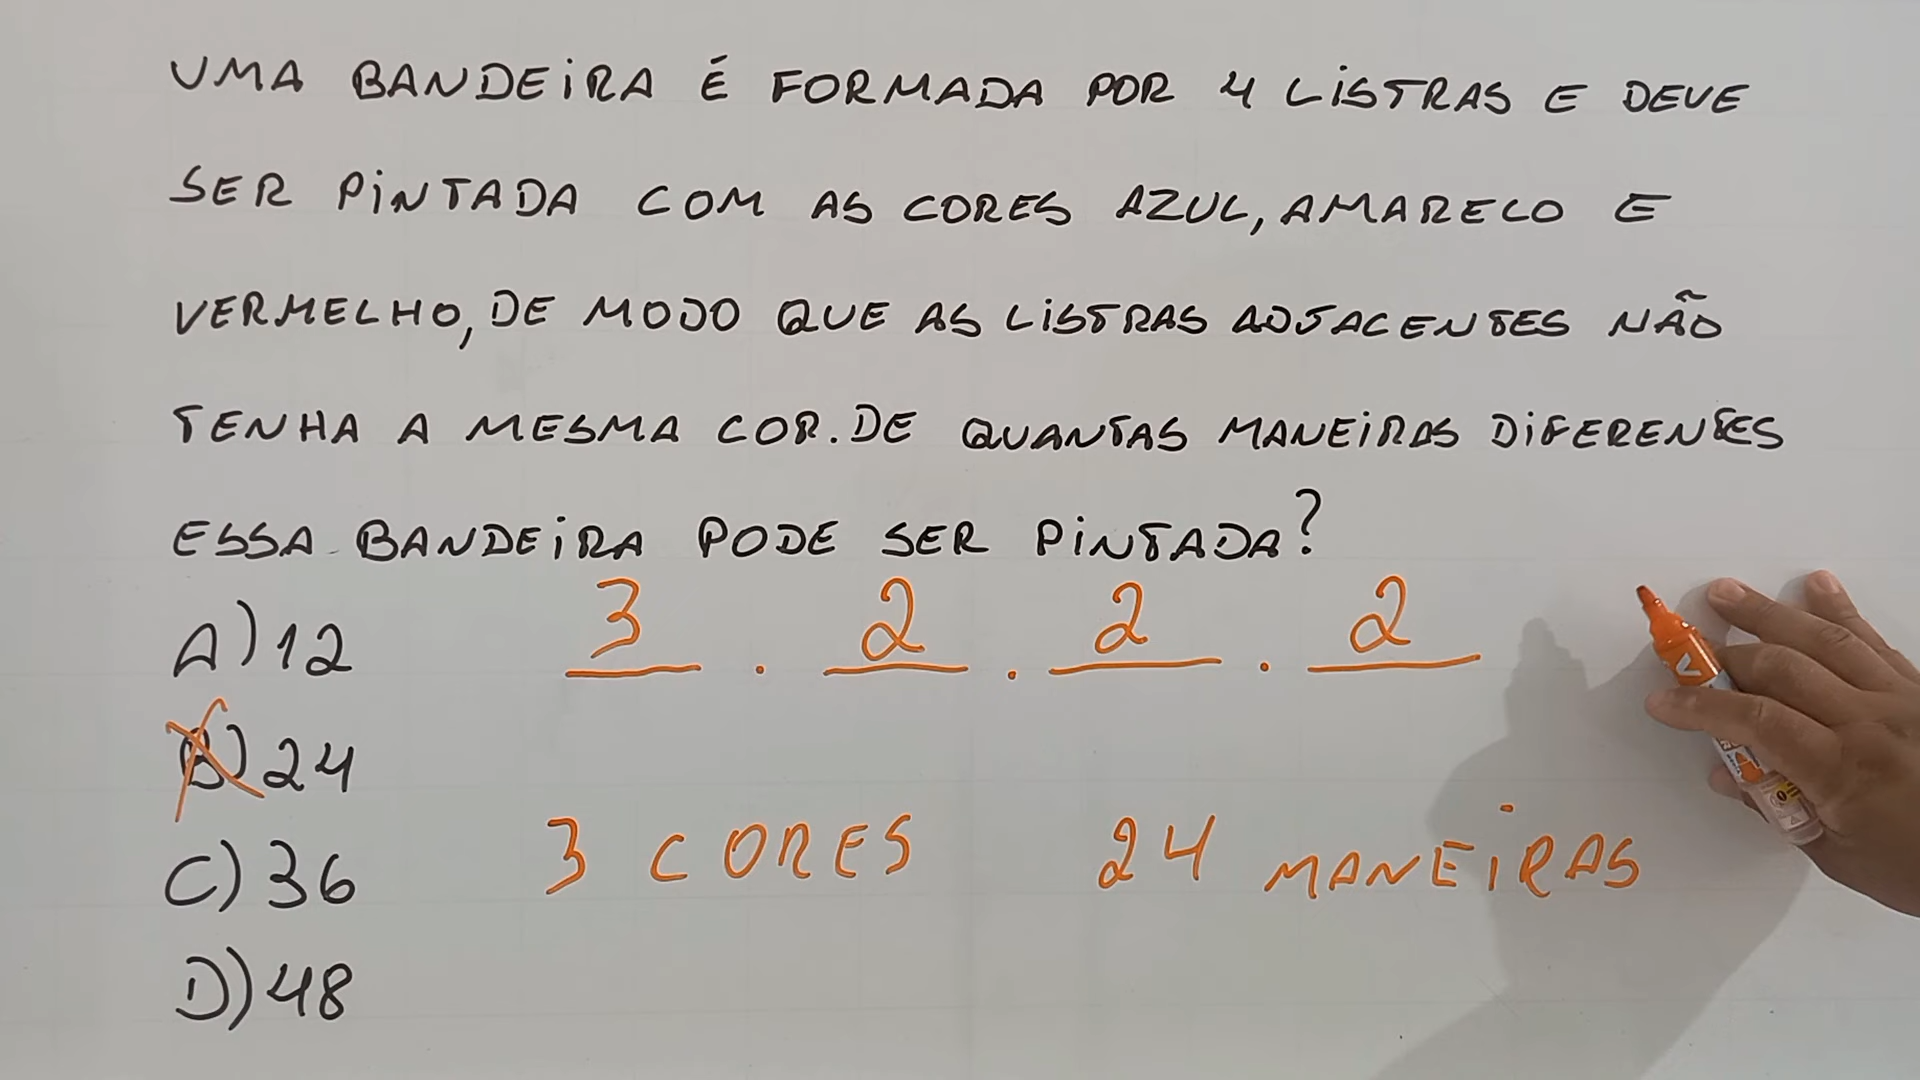 UMA BANDEIRA É FORMADA POR 4 LISTRAS E DEVE
SER PINTADA COM AS CORES AZUL, AMARELO E
VERMELHO, DE MODO QUE AS LISTRAS ADJACENTES NÃO
TENHA A MESMA COR. DE QUANTAS MANEIRAS DIFERENTES
ESSA BANDEIRA PODE SER PINTADA?
3 . 2 . 2 . 2
A) 12
B) 24
C) 36
D) 48
3 CORES
24 MANEIRAS